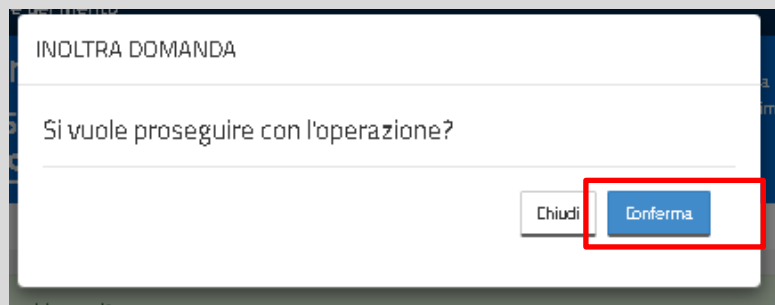 INOLTRA DOMANDA
Si vuole proseguire con l'operazione?
Chiudi
Conferma